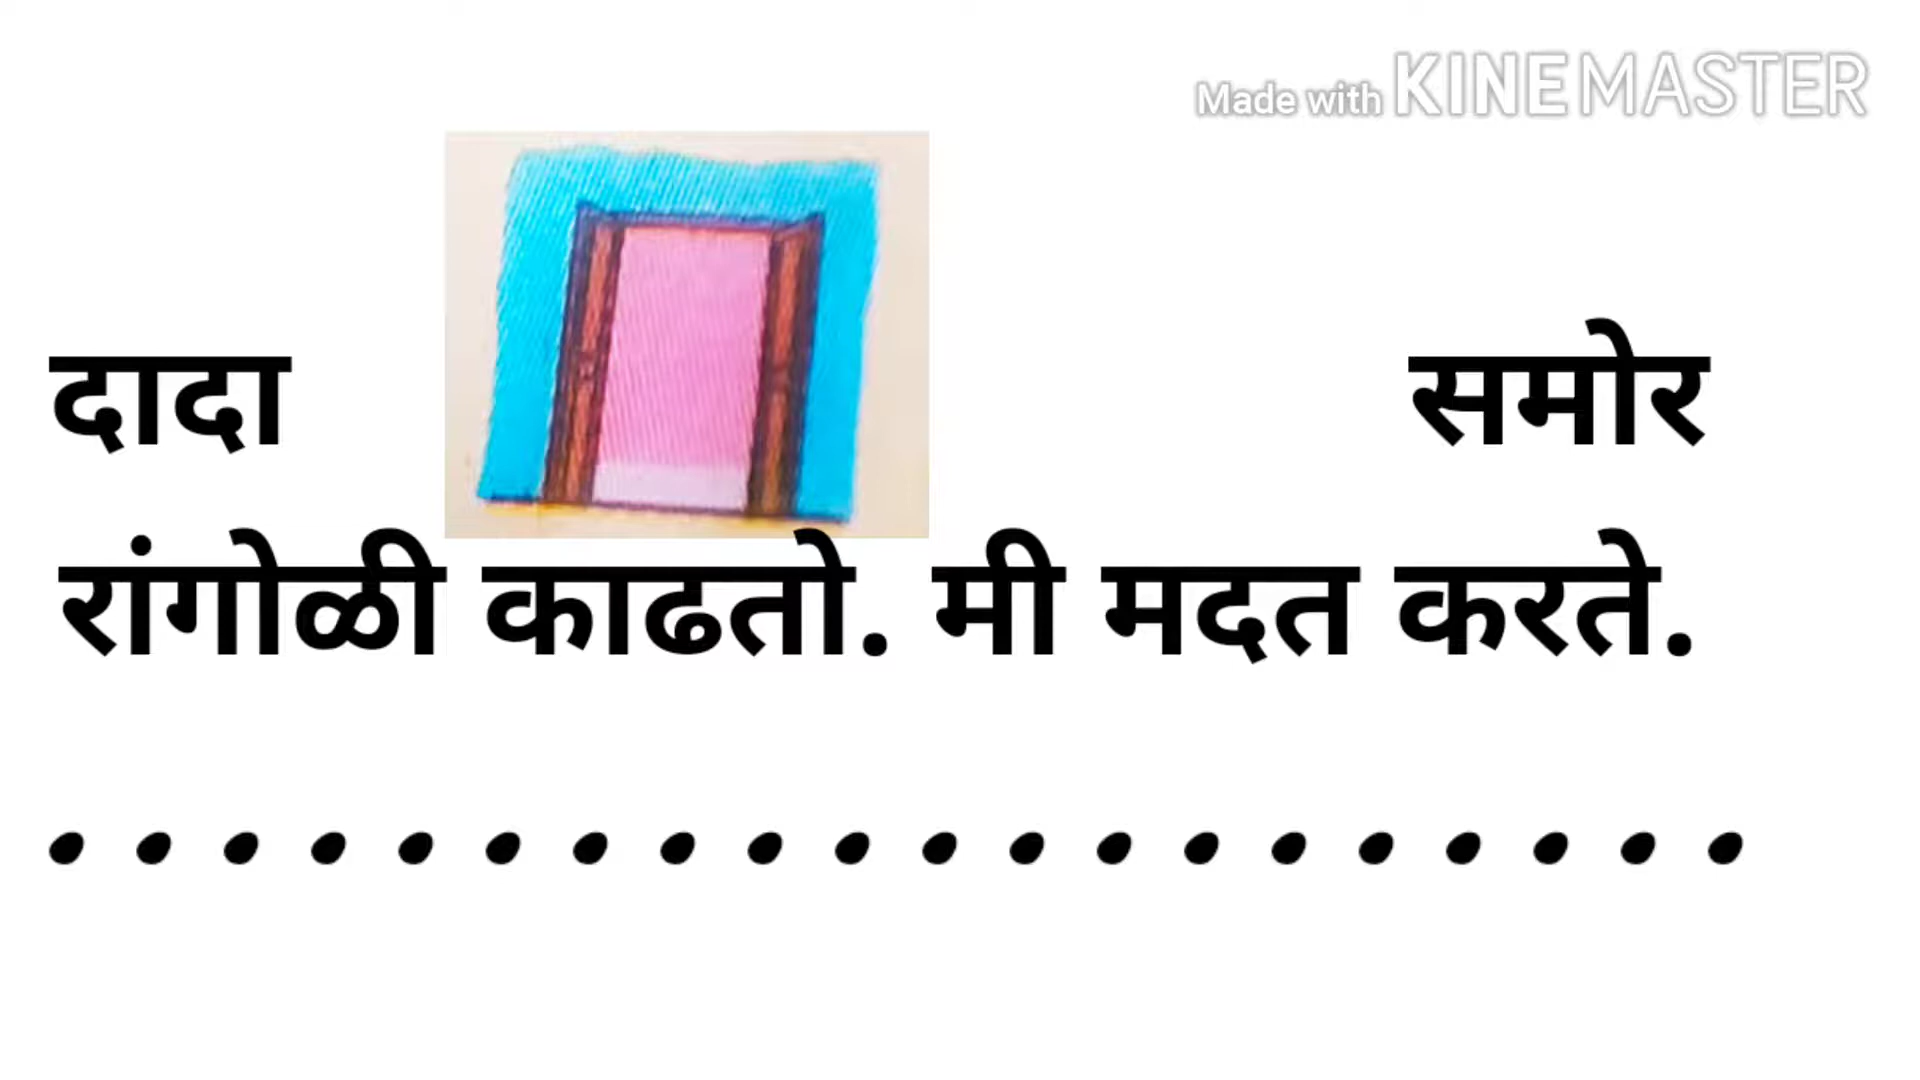 Made with KINEMASTER
दादा समोर
रांगोळी काढतो. मी मदत करते.
. . . . . . . . . . . . . . . . . . . .